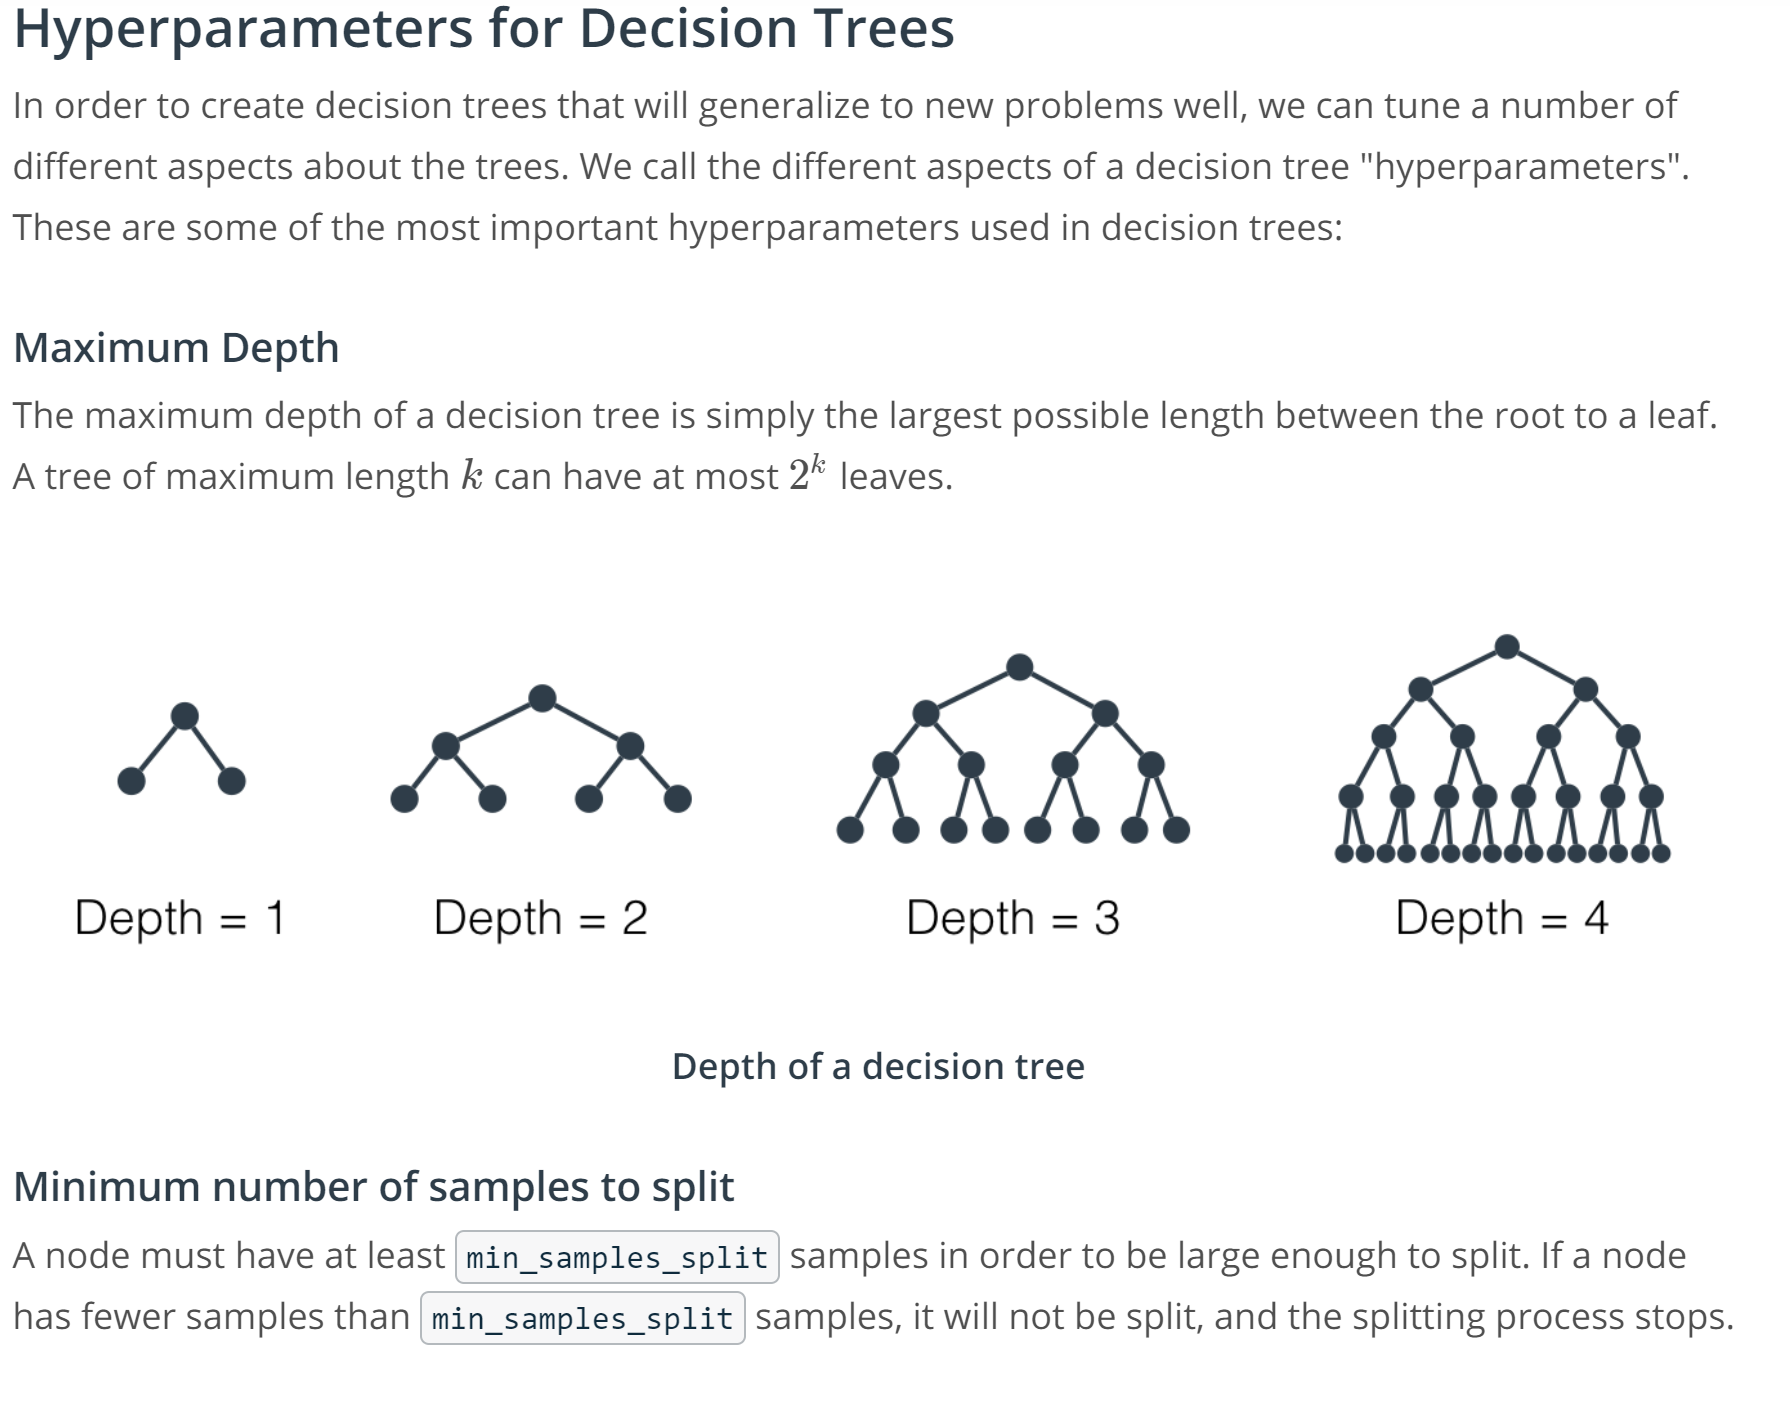 Hyperparameters for Decision Trees
In order to create decision trees that will generalize to new problems well, we can tune a number of
different aspects about the trees. We call the different aspects of a decision tree "hyperparameters".
These are some of the most important hyperparameters used in decision trees:
Maximum Depth
The maximum depth of a decision tree is simply the largest possible length between the root to a leaf.
A tree of maximum length k can have at most 2^k leaves.
Depth = 1
Depth = 2
Depth = 3
Depth = 4
Depth of a decision tree
Minimum number of samples to split
A node must have at least min_samples_split samples in order to be large enough to split. If a node
has fewer samples than min_samples_split samples, it will not be split, and the splitting process stops.